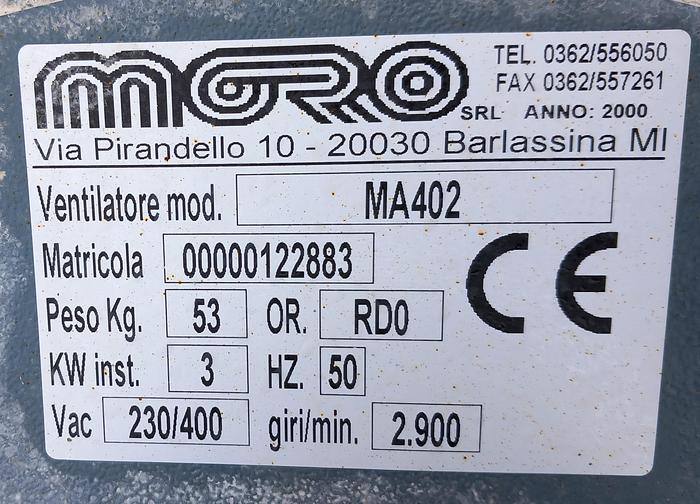 MORO
TEL. 0362/556050
FAX 0362/557261
SRL ANNO: 2000
Via Pirandello 10 - 20030 Barlassina MI
Ventilatore mod. MA402
Matricola 00000122883
Peso Kg. 53 OR. RD0
KW inst. 3 HZ. 50
Vac 230/400 giri/min. 2.900
CE